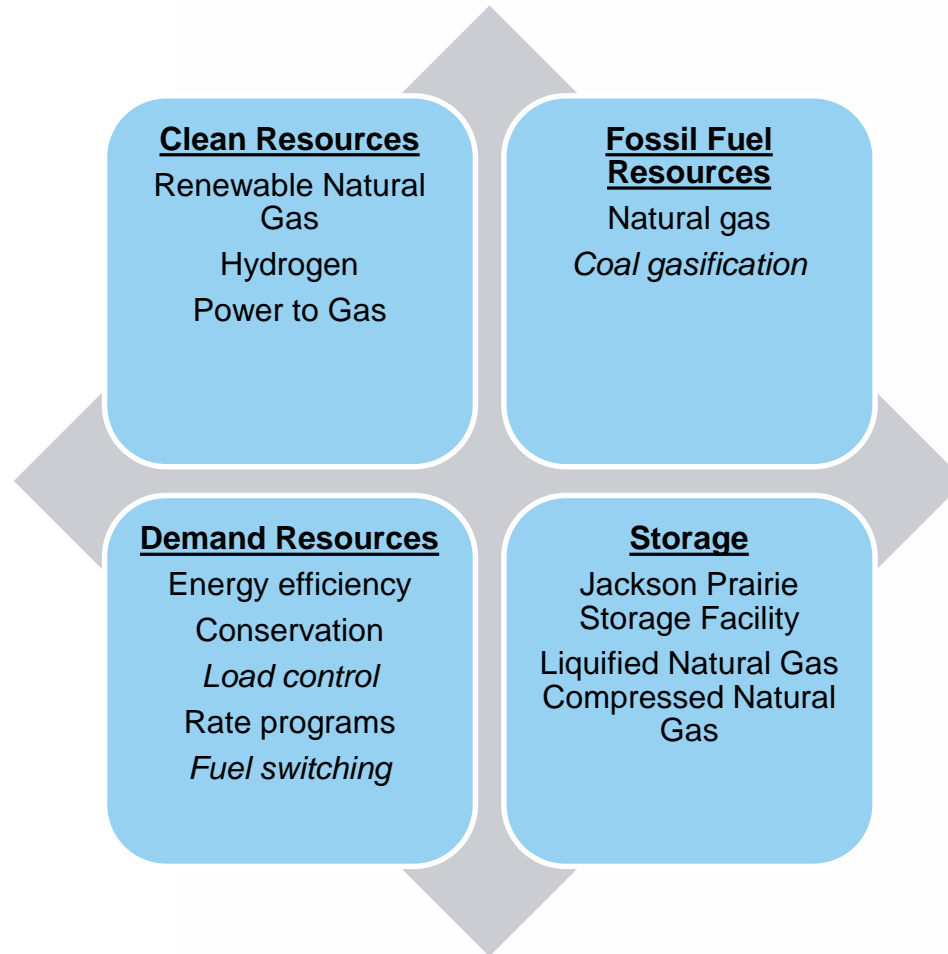 Clean Resources
Renewable Natural
Gas
Hydrogen
Power to Gas
Fossil Fuel
Resources
Natural gas
Coal gasification
Demand Resources
Energy efficiency
Conservation
Load control
Rate programs
Fuel switching
Storage
Jackson Prairie
Storage Facility
Liquified Natural Gas
Compressed Natural
Gas